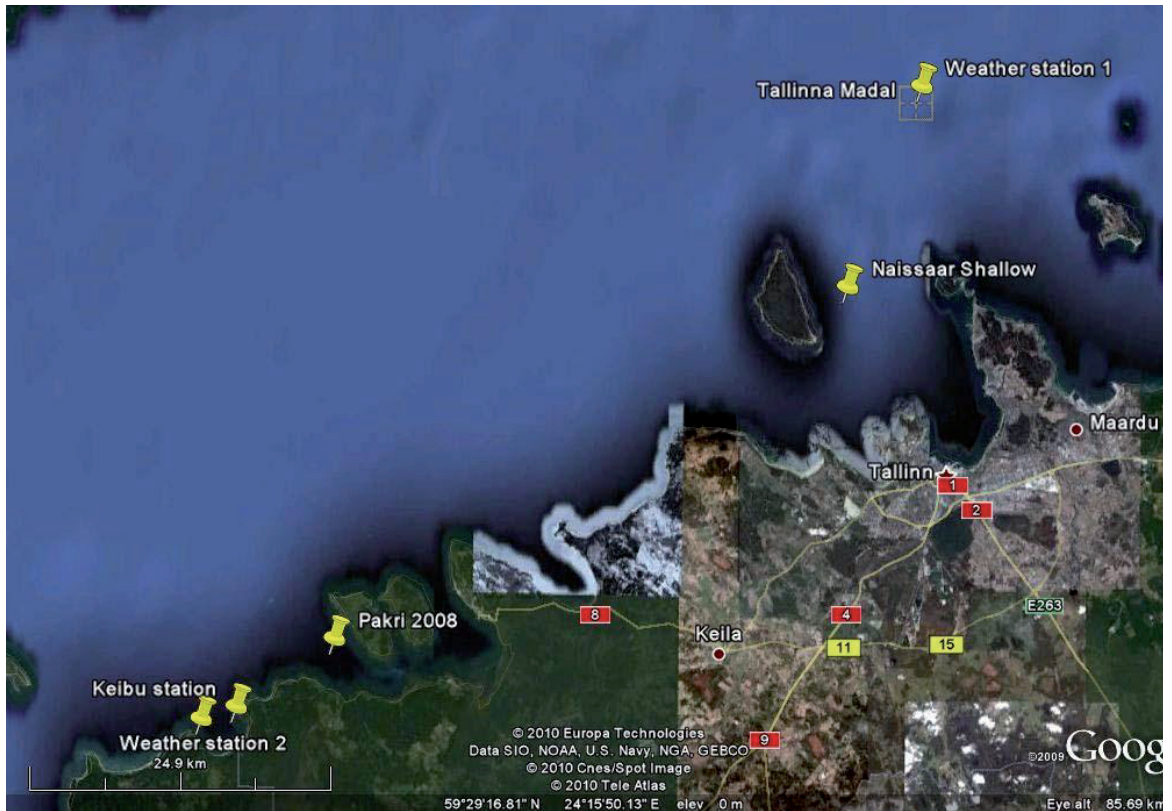 Weather station 1
Tallinna Madal
Naissaar Shallow
Maardu
Tallinn
1
2
Pakri 2008
8
4
E263
Keila
11
15
Keibu station
Weather station 2
9
24.9 km
© 2010 Europa Technologies
Data SIO, NOAA, U.S. Navy, NGA, GEBCO
© 2010 Cnes/Spot Image
© 2010 Tele Atlas
©2009 Goog
59°29'16.81" N 24°15'50.13" E elev 0 m Eye alt 85.69 km